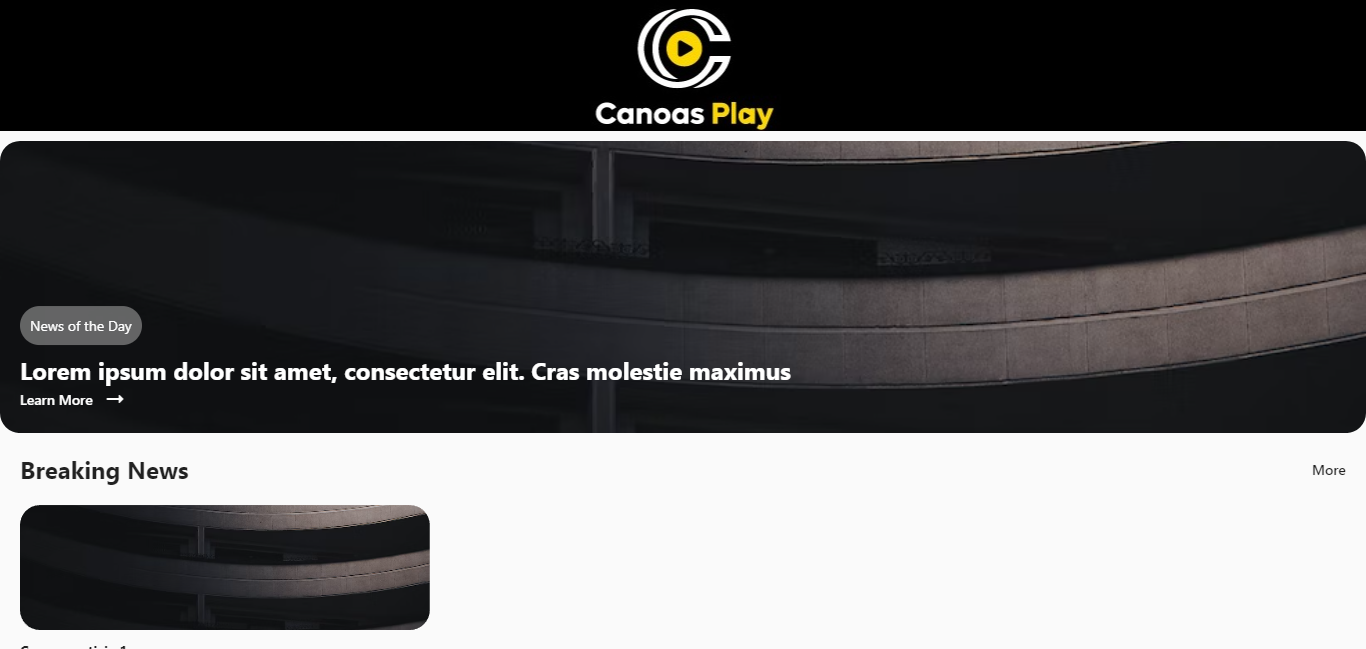 Canoas Play
News of the Day
Lorem ipsum dolor sit amet, consectetur elit. Cras molestie maximus
Learn More →
Breaking News
More